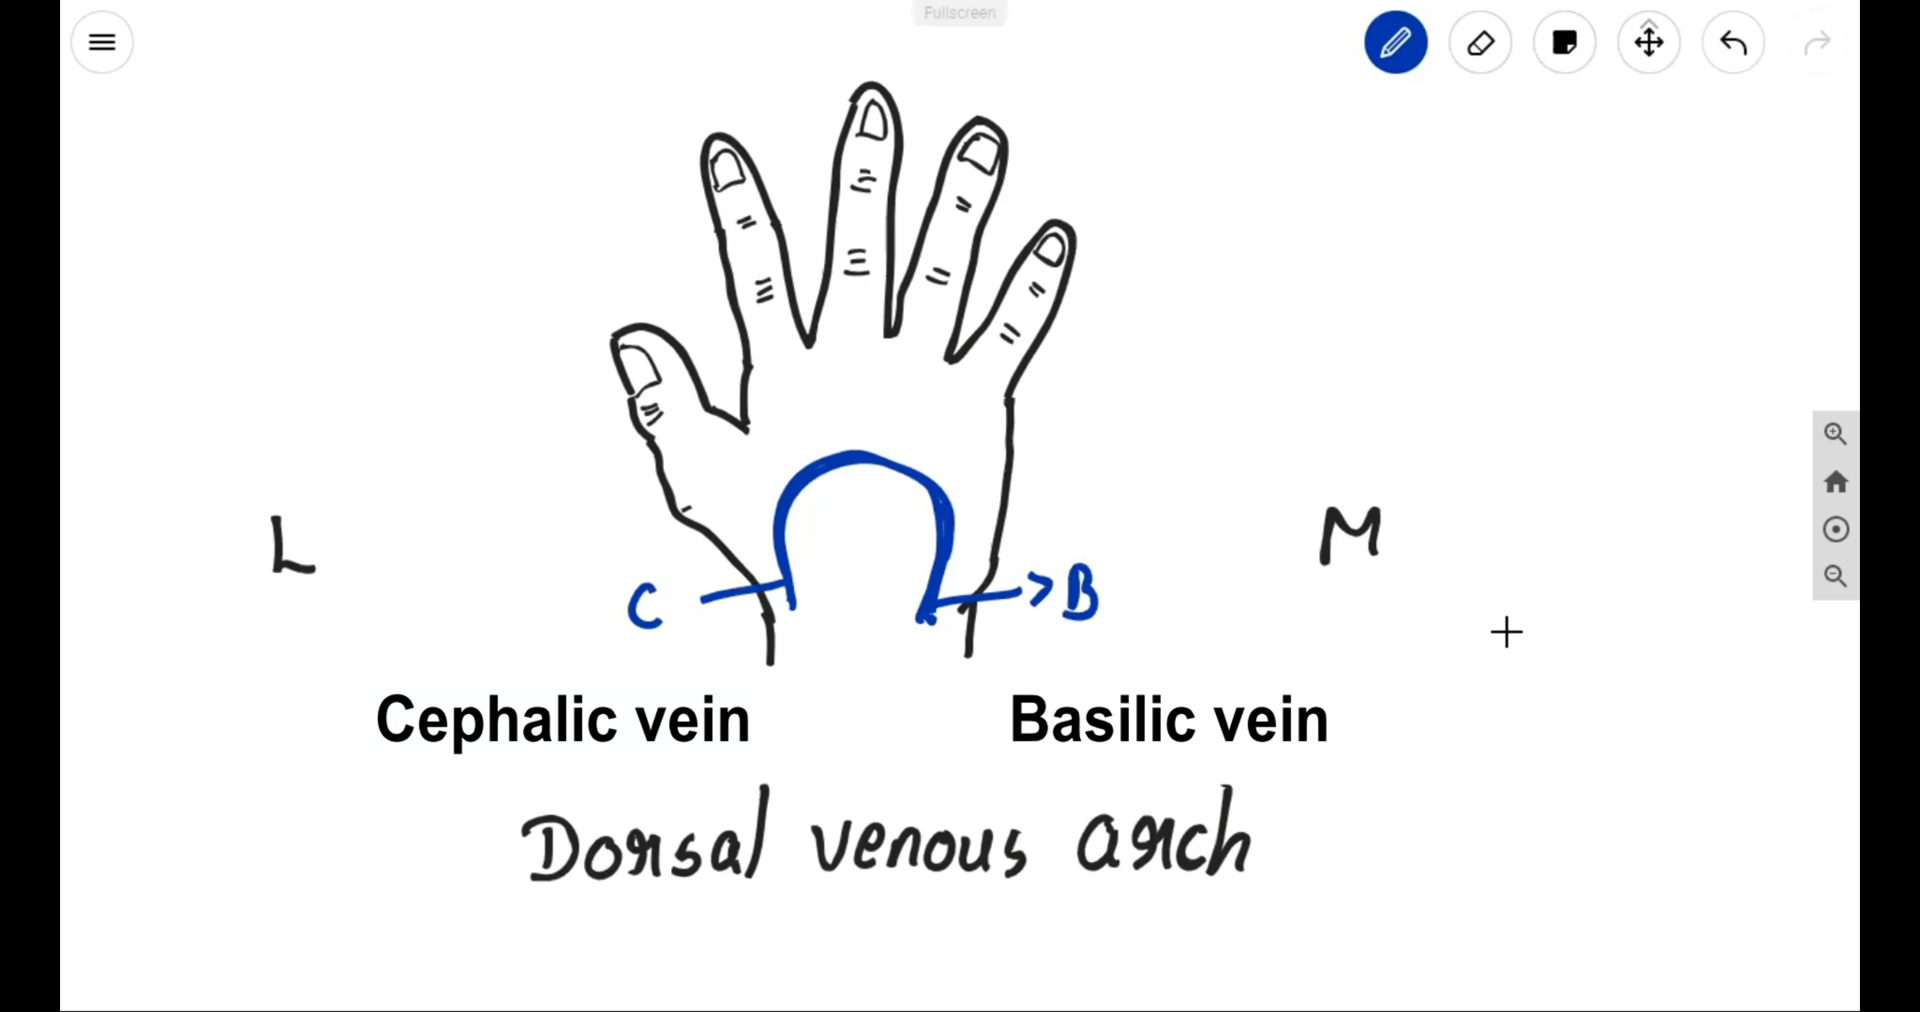 Fullscreen
L
M
C
B
Cephalic vein
Basilic vein
Dorsal venous arch